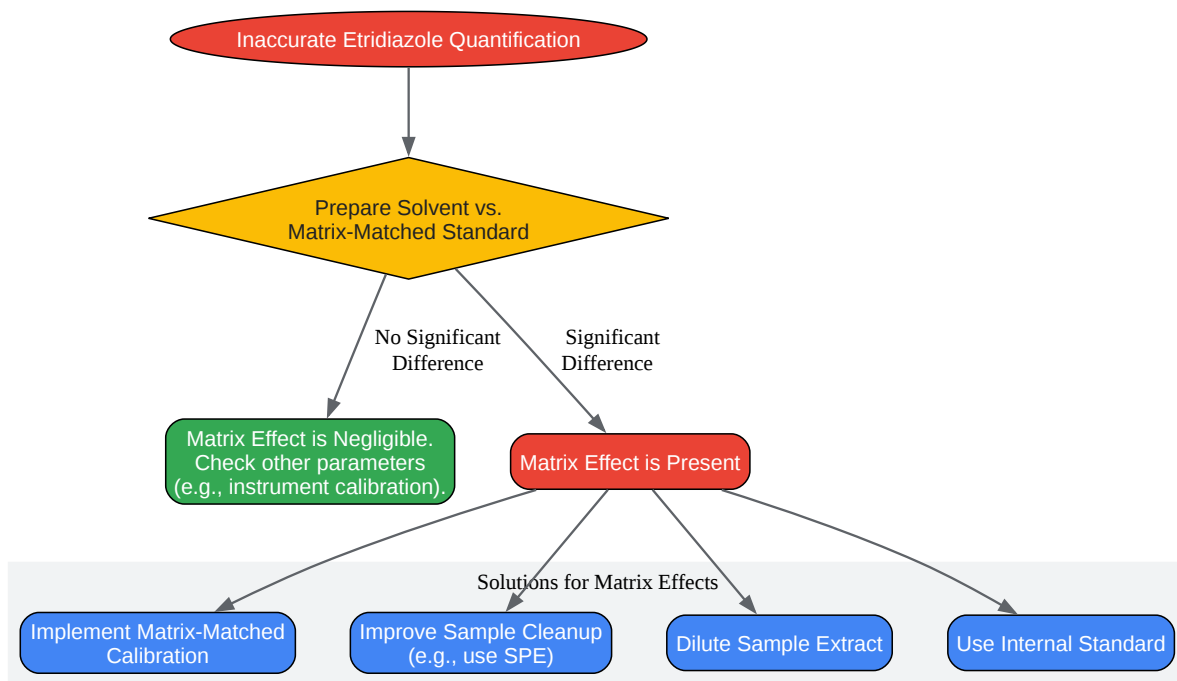 Inaccurate Etridiazole Quantification
Prepare Solvent vs.
Matrix-Matched Standard
No Significant
Difference
Significant
Difference
Matrix Effect is Negligible.
Check other parameters
(e.g., instrument calibration).
Matrix Effect is Present
Solutions for Matrix Effects
Implement Matrix-Matched
Calibration
Improve Sample Cleanup
(e.g., use SPE)
Dilute Sample Extract
Use Internal Standard